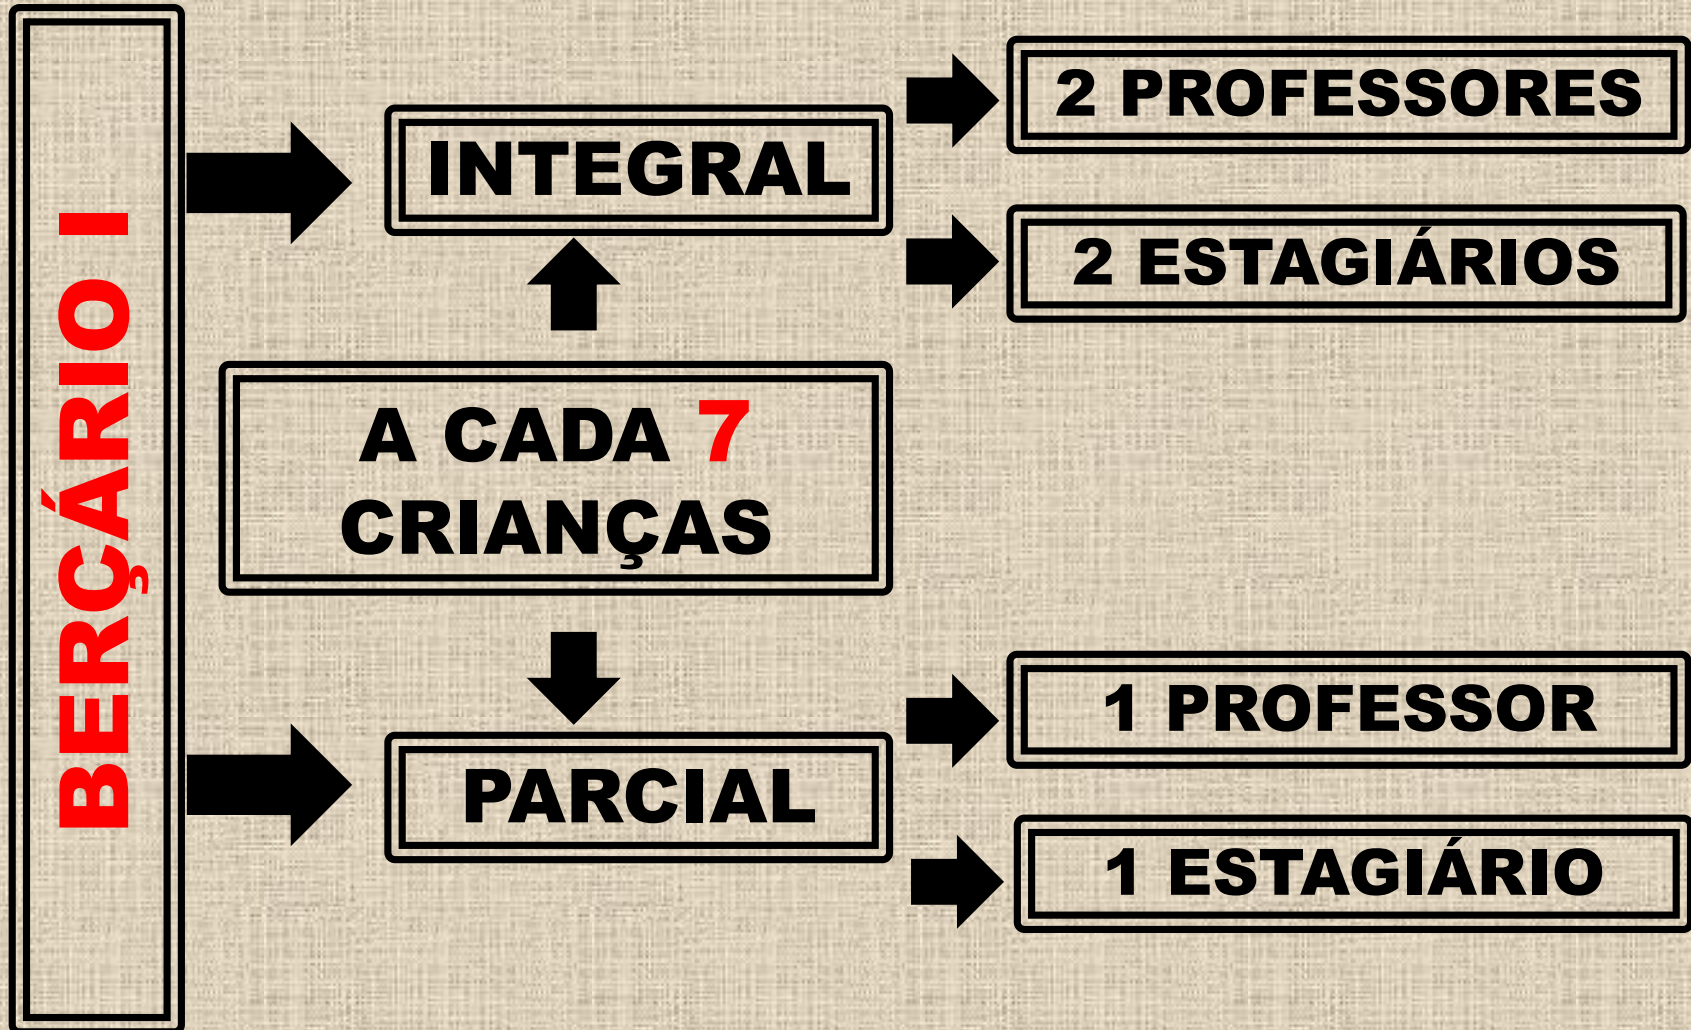 BERÇÁRIO I
INTEGRAL
2 PROFESSORES
2 ESTAGIÁRIOS
A CADA 7
CRIANÇAS
PARCIAL
1 PROFESSOR
1 ESTAGIÁRIO